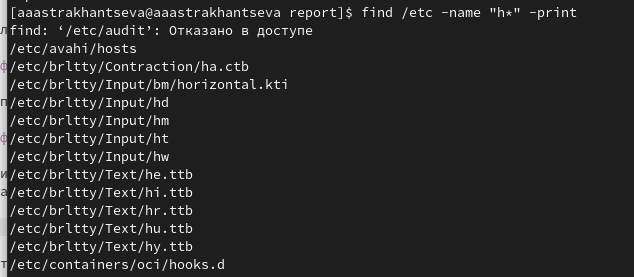 [aaastrakhantseva@aaastrakhantseva report]$ find /etc -name "h*" -print
find: ‘/etc/audit’: Отказано в доступе
/etc/avahi/hosts
/etc/brltty/Contraction/ha.ctb
/etc/brltty/Input/bm/horizontal.kti
/etc/brltty/Input/hd
/etc/brltty/Input/hm
/etc/brltty/Input/ht
/etc/brltty/Input/hw
/etc/brltty/Text/he.ttb
/etc/brltty/Text/hi.ttb
/etc/brltty/Text/hr.ttb
/etc/brltty/Text/hu.ttb
/etc/brltty/Text/hy.ttb
/etc/containers/oci/hooks.d